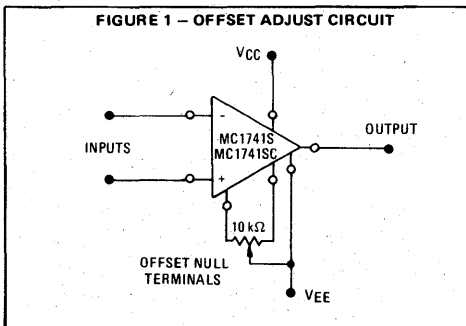 FIGURE 1 – OFFSET ADJUST CIRCUIT
VCC
-
MC1741S
MC1741SC
OUTPUT
INPUTS
+
10 kΩ
OFFSET NULL
TERMINALS
VEE